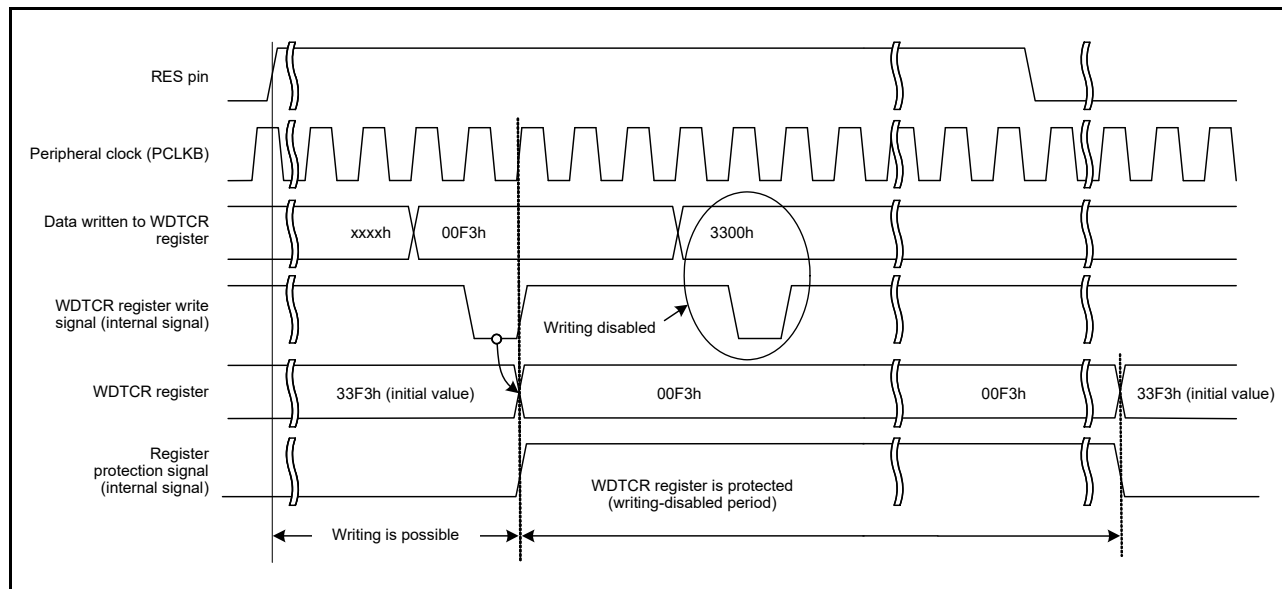 RES pin
Peripheral clock (PCLKB)
Data written to WDTCR
register
xxxxh
00F3h
3300h
WDTCR register write
signal (internal signal)
Writing disabled
WDTCR register
33F3h (initial value)
00F3h
00F3h
33F3h (initial value)
Register
protection signal
(internal signal)
WDTCR register is protected
(writing-disabled period)
Writing is possible